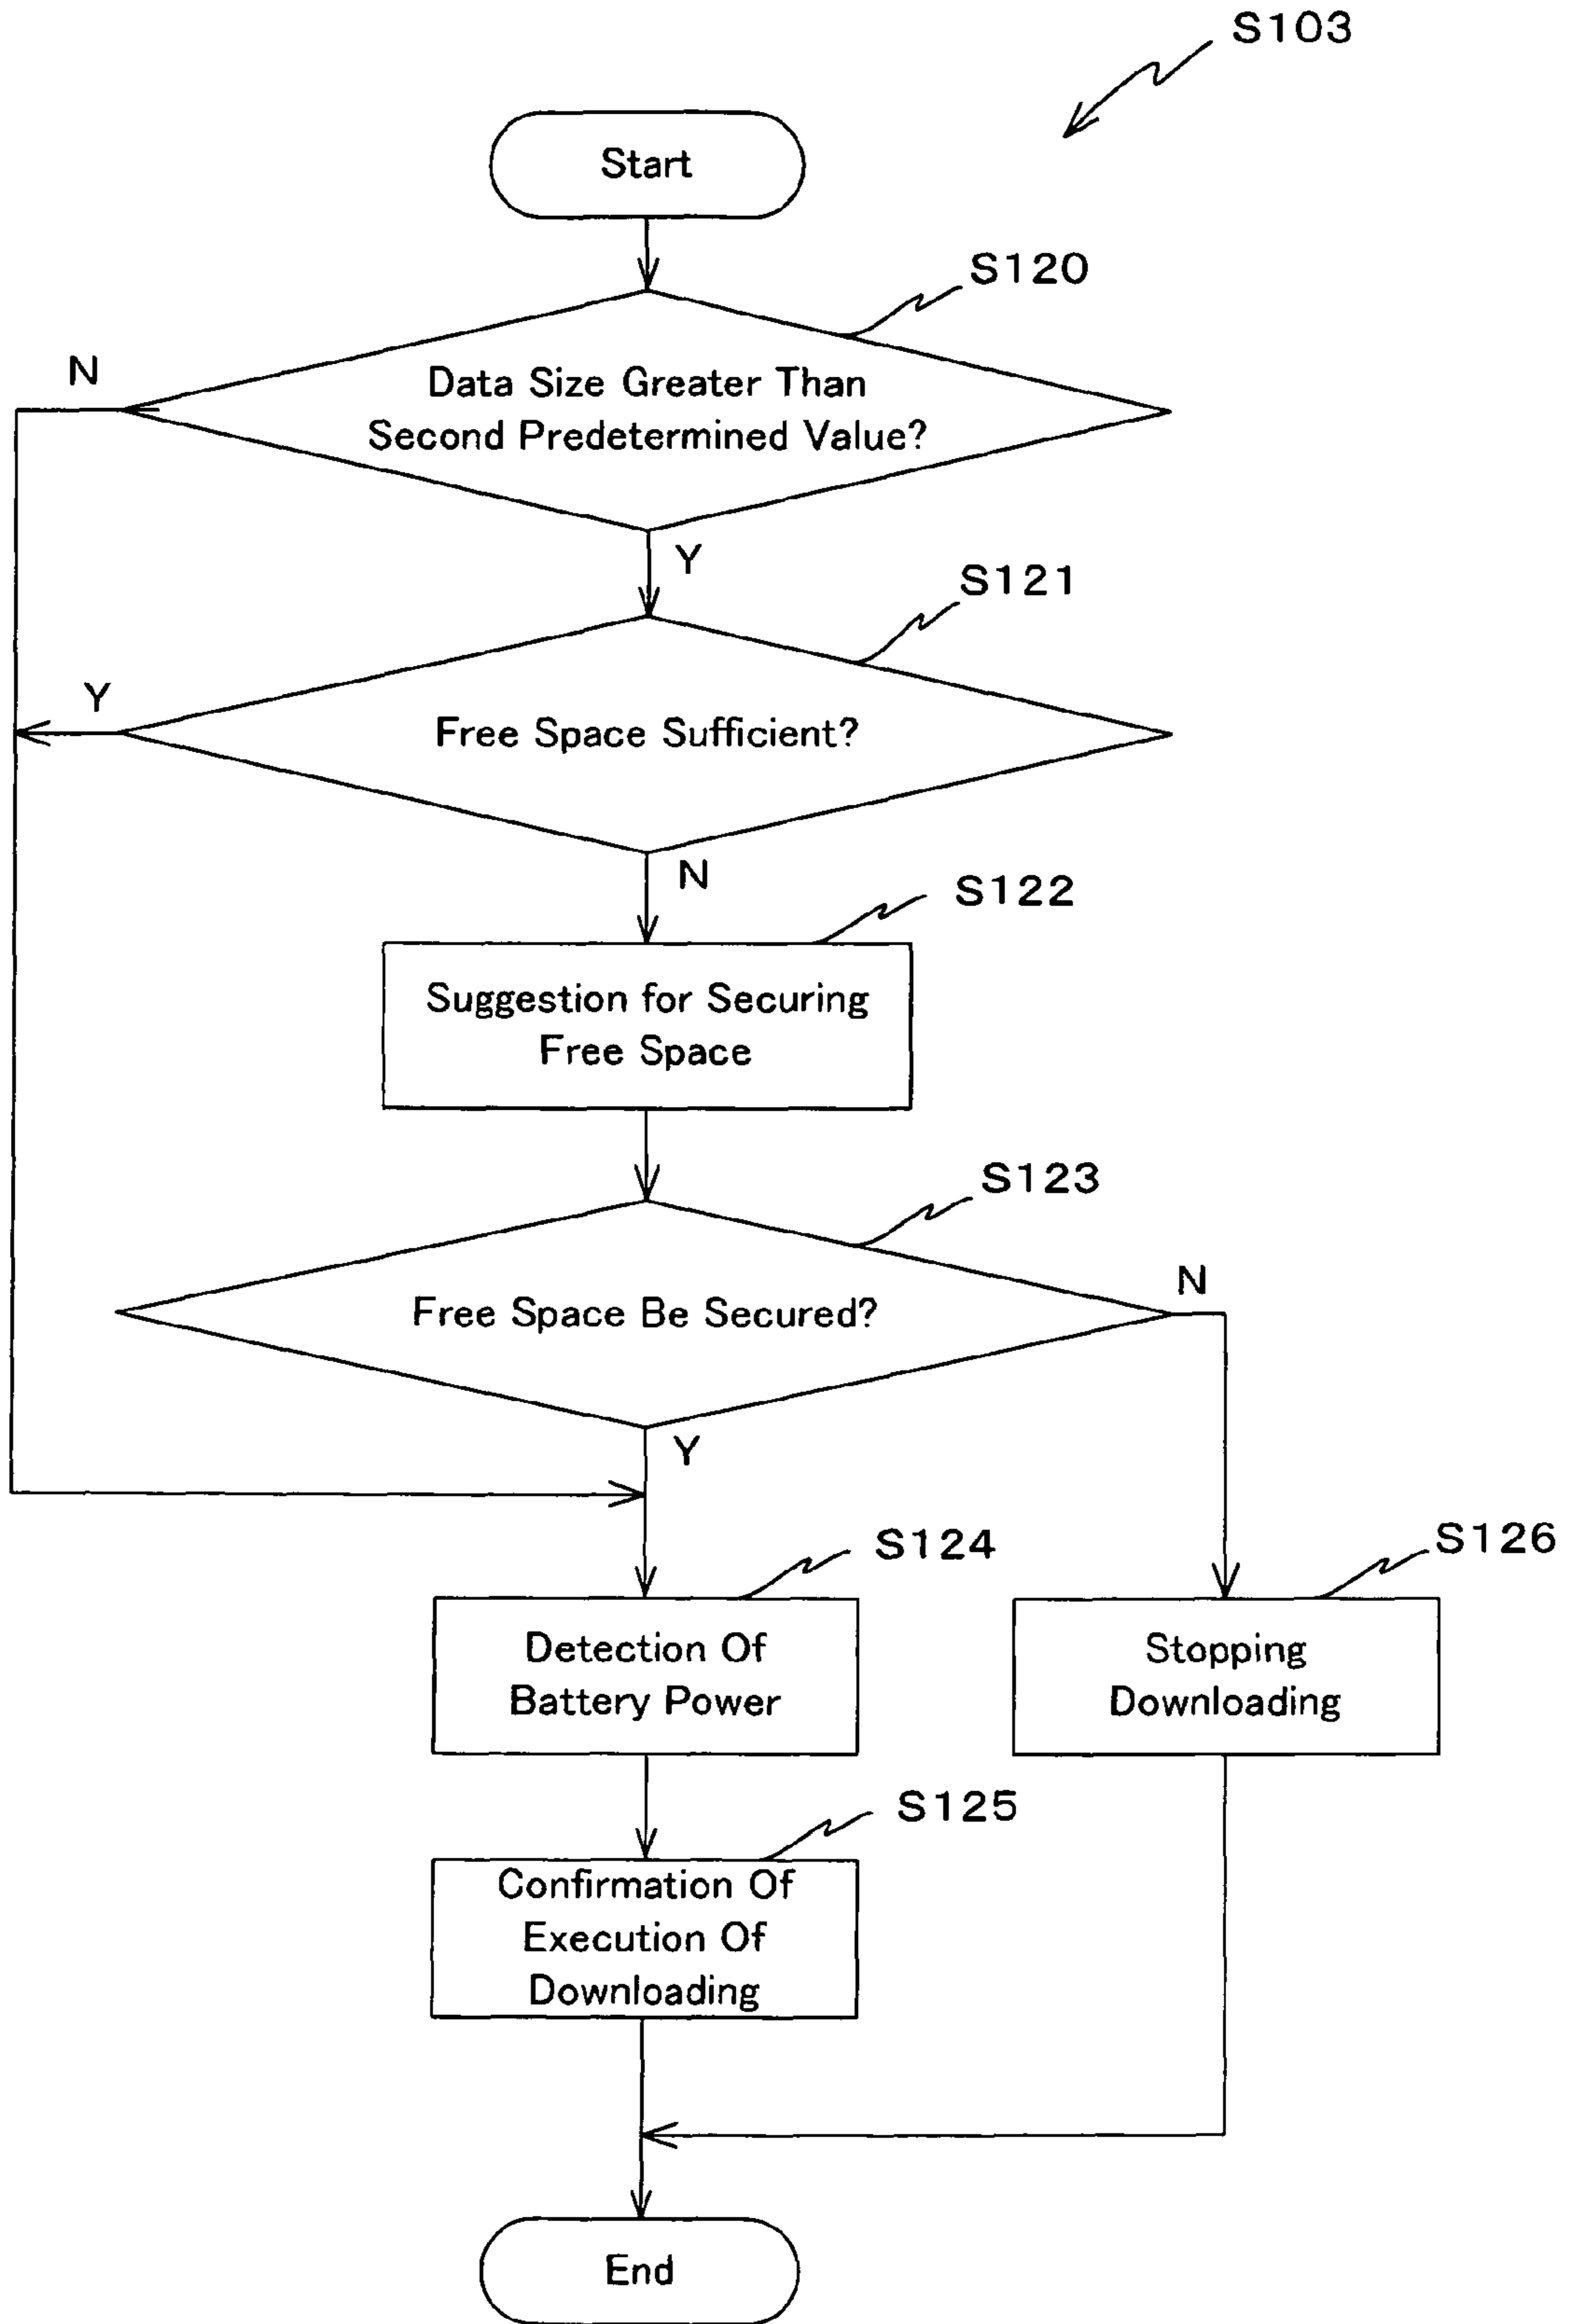 S103
Start
S120
N
Data Size Greater Than
Second Predetermined Value?
Y
S121
Y
Free Space Sufficient?
N
S122
Suggestion for Securing
Free Space
S123
N
Free Space Be Secured?
Y
S124
S126
Detection Of
Battery Power
Stopping
Downloading
S125
Confirmation Of
Execution Of
Downloading
End